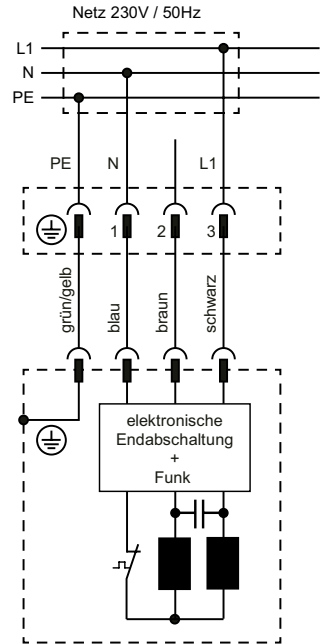 Netz 230V / 50Hz
L1
N
PE
PE N L1
1 2 3
grün/gelb
blau
braun
schwarz
elektronische
Endabschaltung
+
Funk